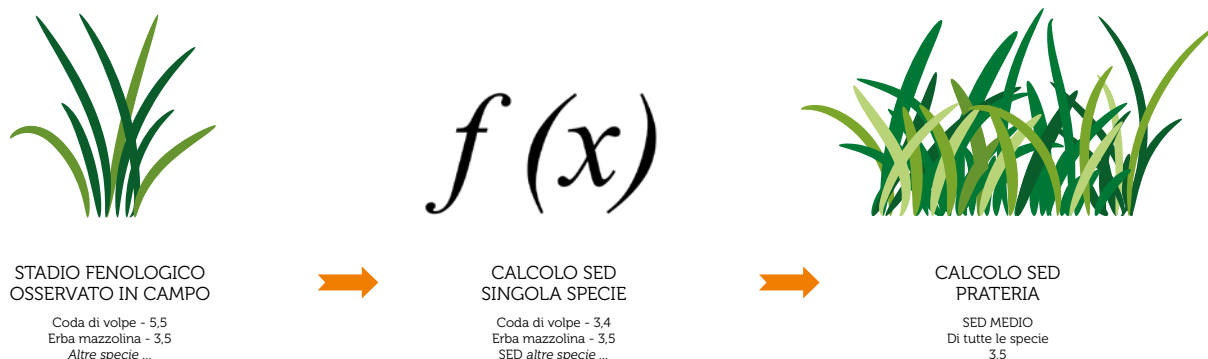 f (x)
STADIO FENOLOGICO
OSSERVATO IN CAMPO
Coda di volpe - 5,5
Erba mazzolina - 3,5
Altre specie ...
CALCOLO SED
SINGOLA SPECIE
Coda di volpe - 3,4
Erba mazzolina - 3,5
SED altre specie ...
CALCOLO SED
PRATERIA
SED MEDIO
Di tutte le specie
3,5